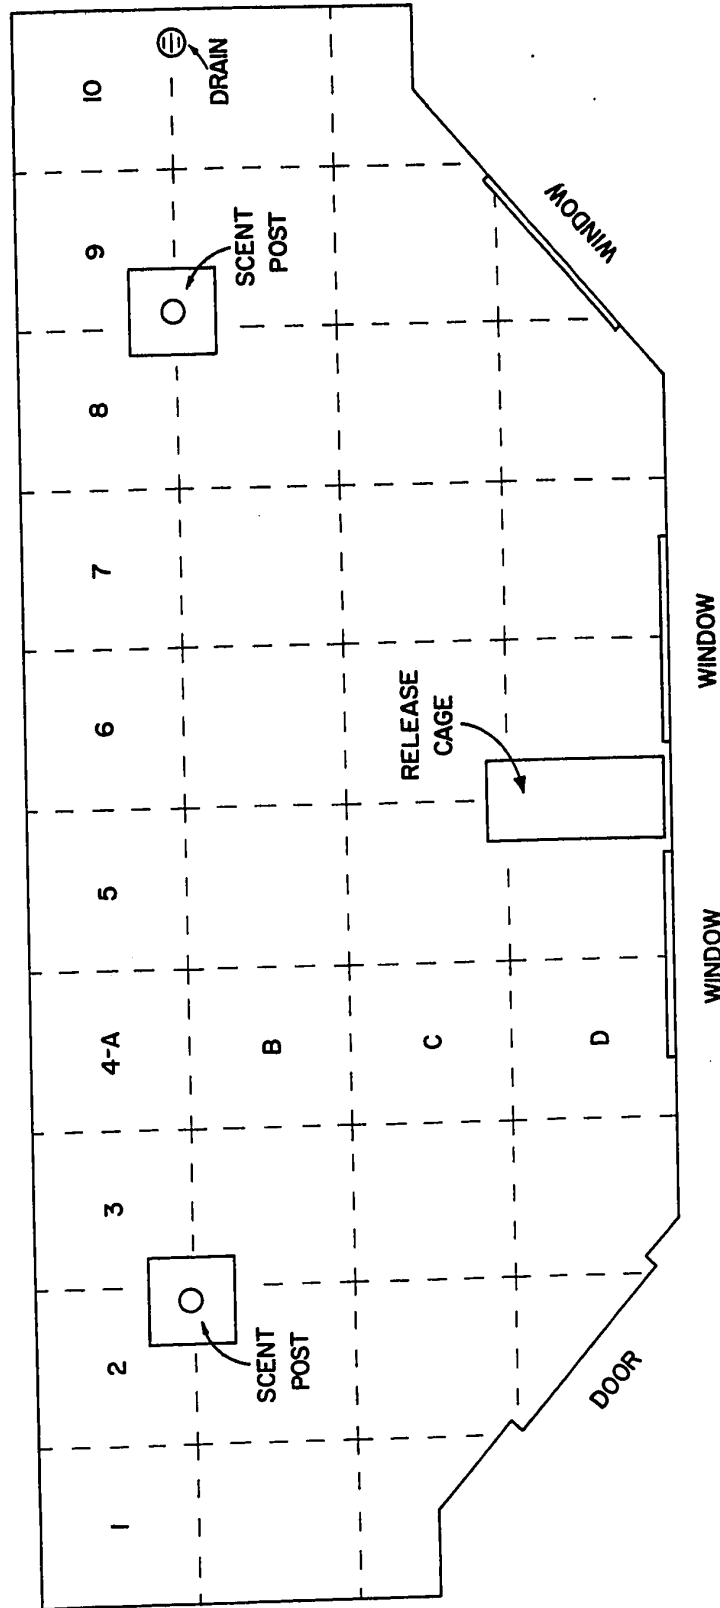 1
2
3
4-A
5
6
7
8
9
10
B
C
D
SCENT
POST
SCENT
POST
DRAIN
RELEASE
CAGE
DOOR
WINDOW
WINDOW
WINDOW